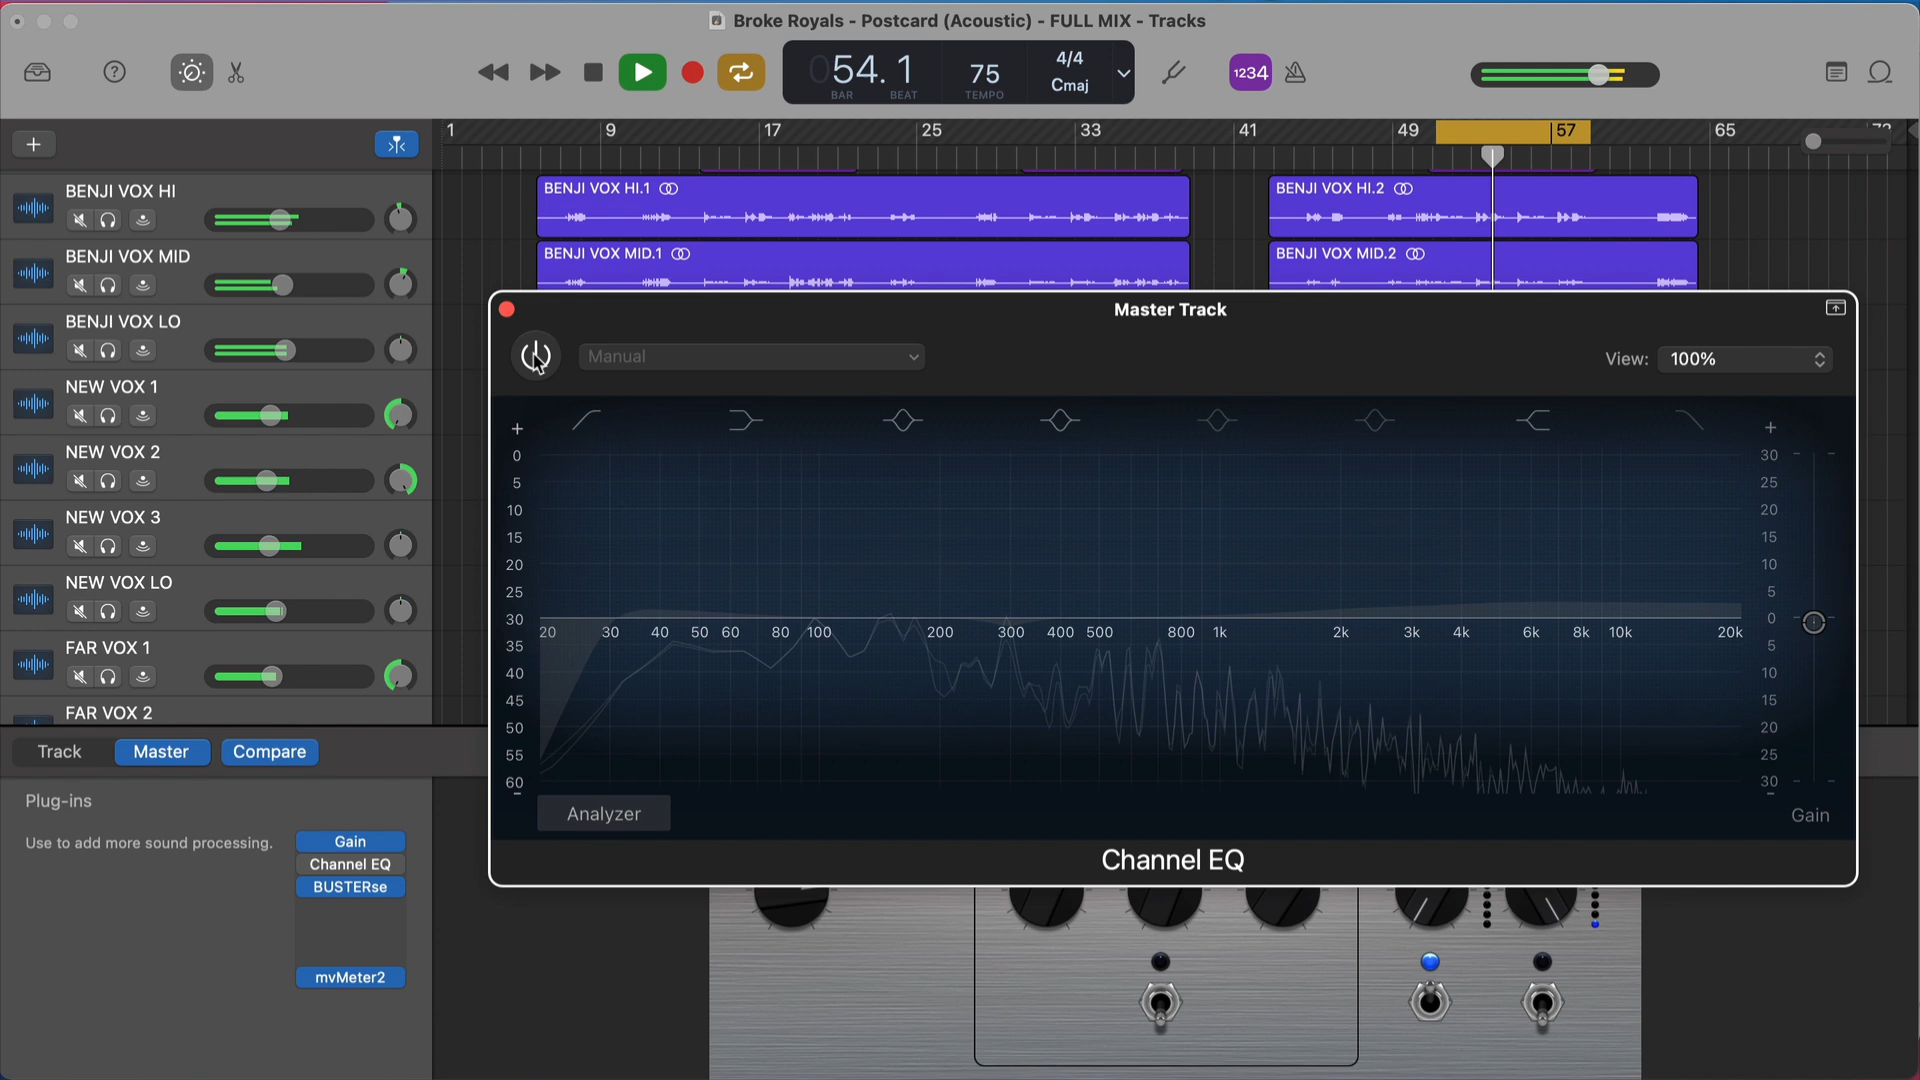 Broke Royals - Postcard (Acoustic) - FULL MIX - Tracks
054. 1
BAR
BEAT
75
TEMPO
4/4
Cmaj
1234
1
9
17
25
33
41
49
57
65
BENJI VOX HI
BENJI VOX HI.1
BENJI VOX HI.2
BENJI VOX MID
BENJI VOX MID.1
BENJI VOX MID.2
BENJI VOX LO
NEW VOX 1
NEW VOX 2
NEW VOX 3
NEW VOX LO
FAR VOX 1
FAR VOX 2
Master Track
Manual
View:
100%
+
0
5
10
15
20
25
30
35
40
45
50
55
60
20 30 40 50 60 80 100 200 300 400 500 800 1k 2k 3k 4k 6k 8k 10k 20k
+
30
25
20
15
10
5
0
5
10
15
20
25
30
Analyzer
Gain
Channel EQ
Track
Master
Compare
Plug-ins
Use to add more sound processing.
Gain
Channel EQ
BUSTERse
mvMeter2